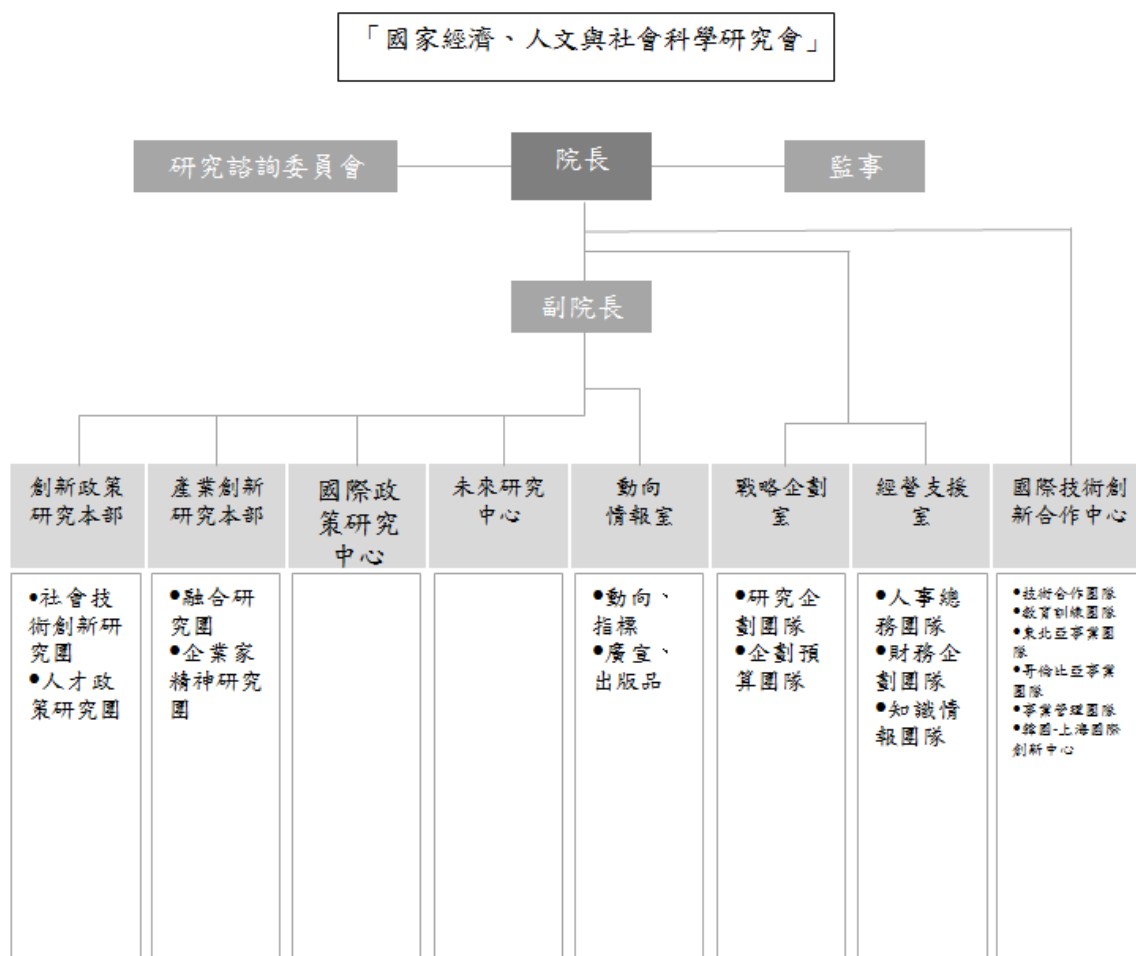 「國家經濟、人文與社會科學研究會」
研究諮詢委員會
院長
監事
副院長
創新政策
研究本部
產業創新
研究本部
國際政
策研究
中心
未來研究
中心
動向
情報室
戰略企劃
室
經營支援
室
國際技術創
新合作中心
●社會技
術創新研
究團
●人才政
策研究團
●融合研
究團
●企業家
精神研究
團
●動向、
指標
●廣宣、
出版品
●研究企
劃團隊
●企劃預
算團隊
●人事總
務團隊
●財務企
劃團隊
●知識情
報團隊
●技術合作團隊
●教育訓練團隊
●東北亞事業團
隊
●哥倫比亞事業
團隊
●事業管理團隊
●韓國-上海國際
創新中心